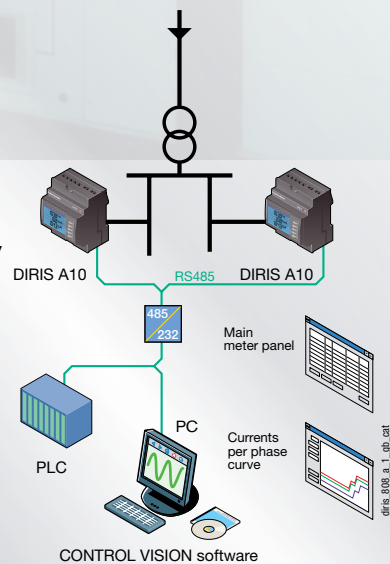 DIRIS A10
RS485
DIRIS A10
485
232
Main
meter panel
PC
PLC
Currents
per phase
curve
CONTROL VISION software
diris_808_a_1_gb_cat